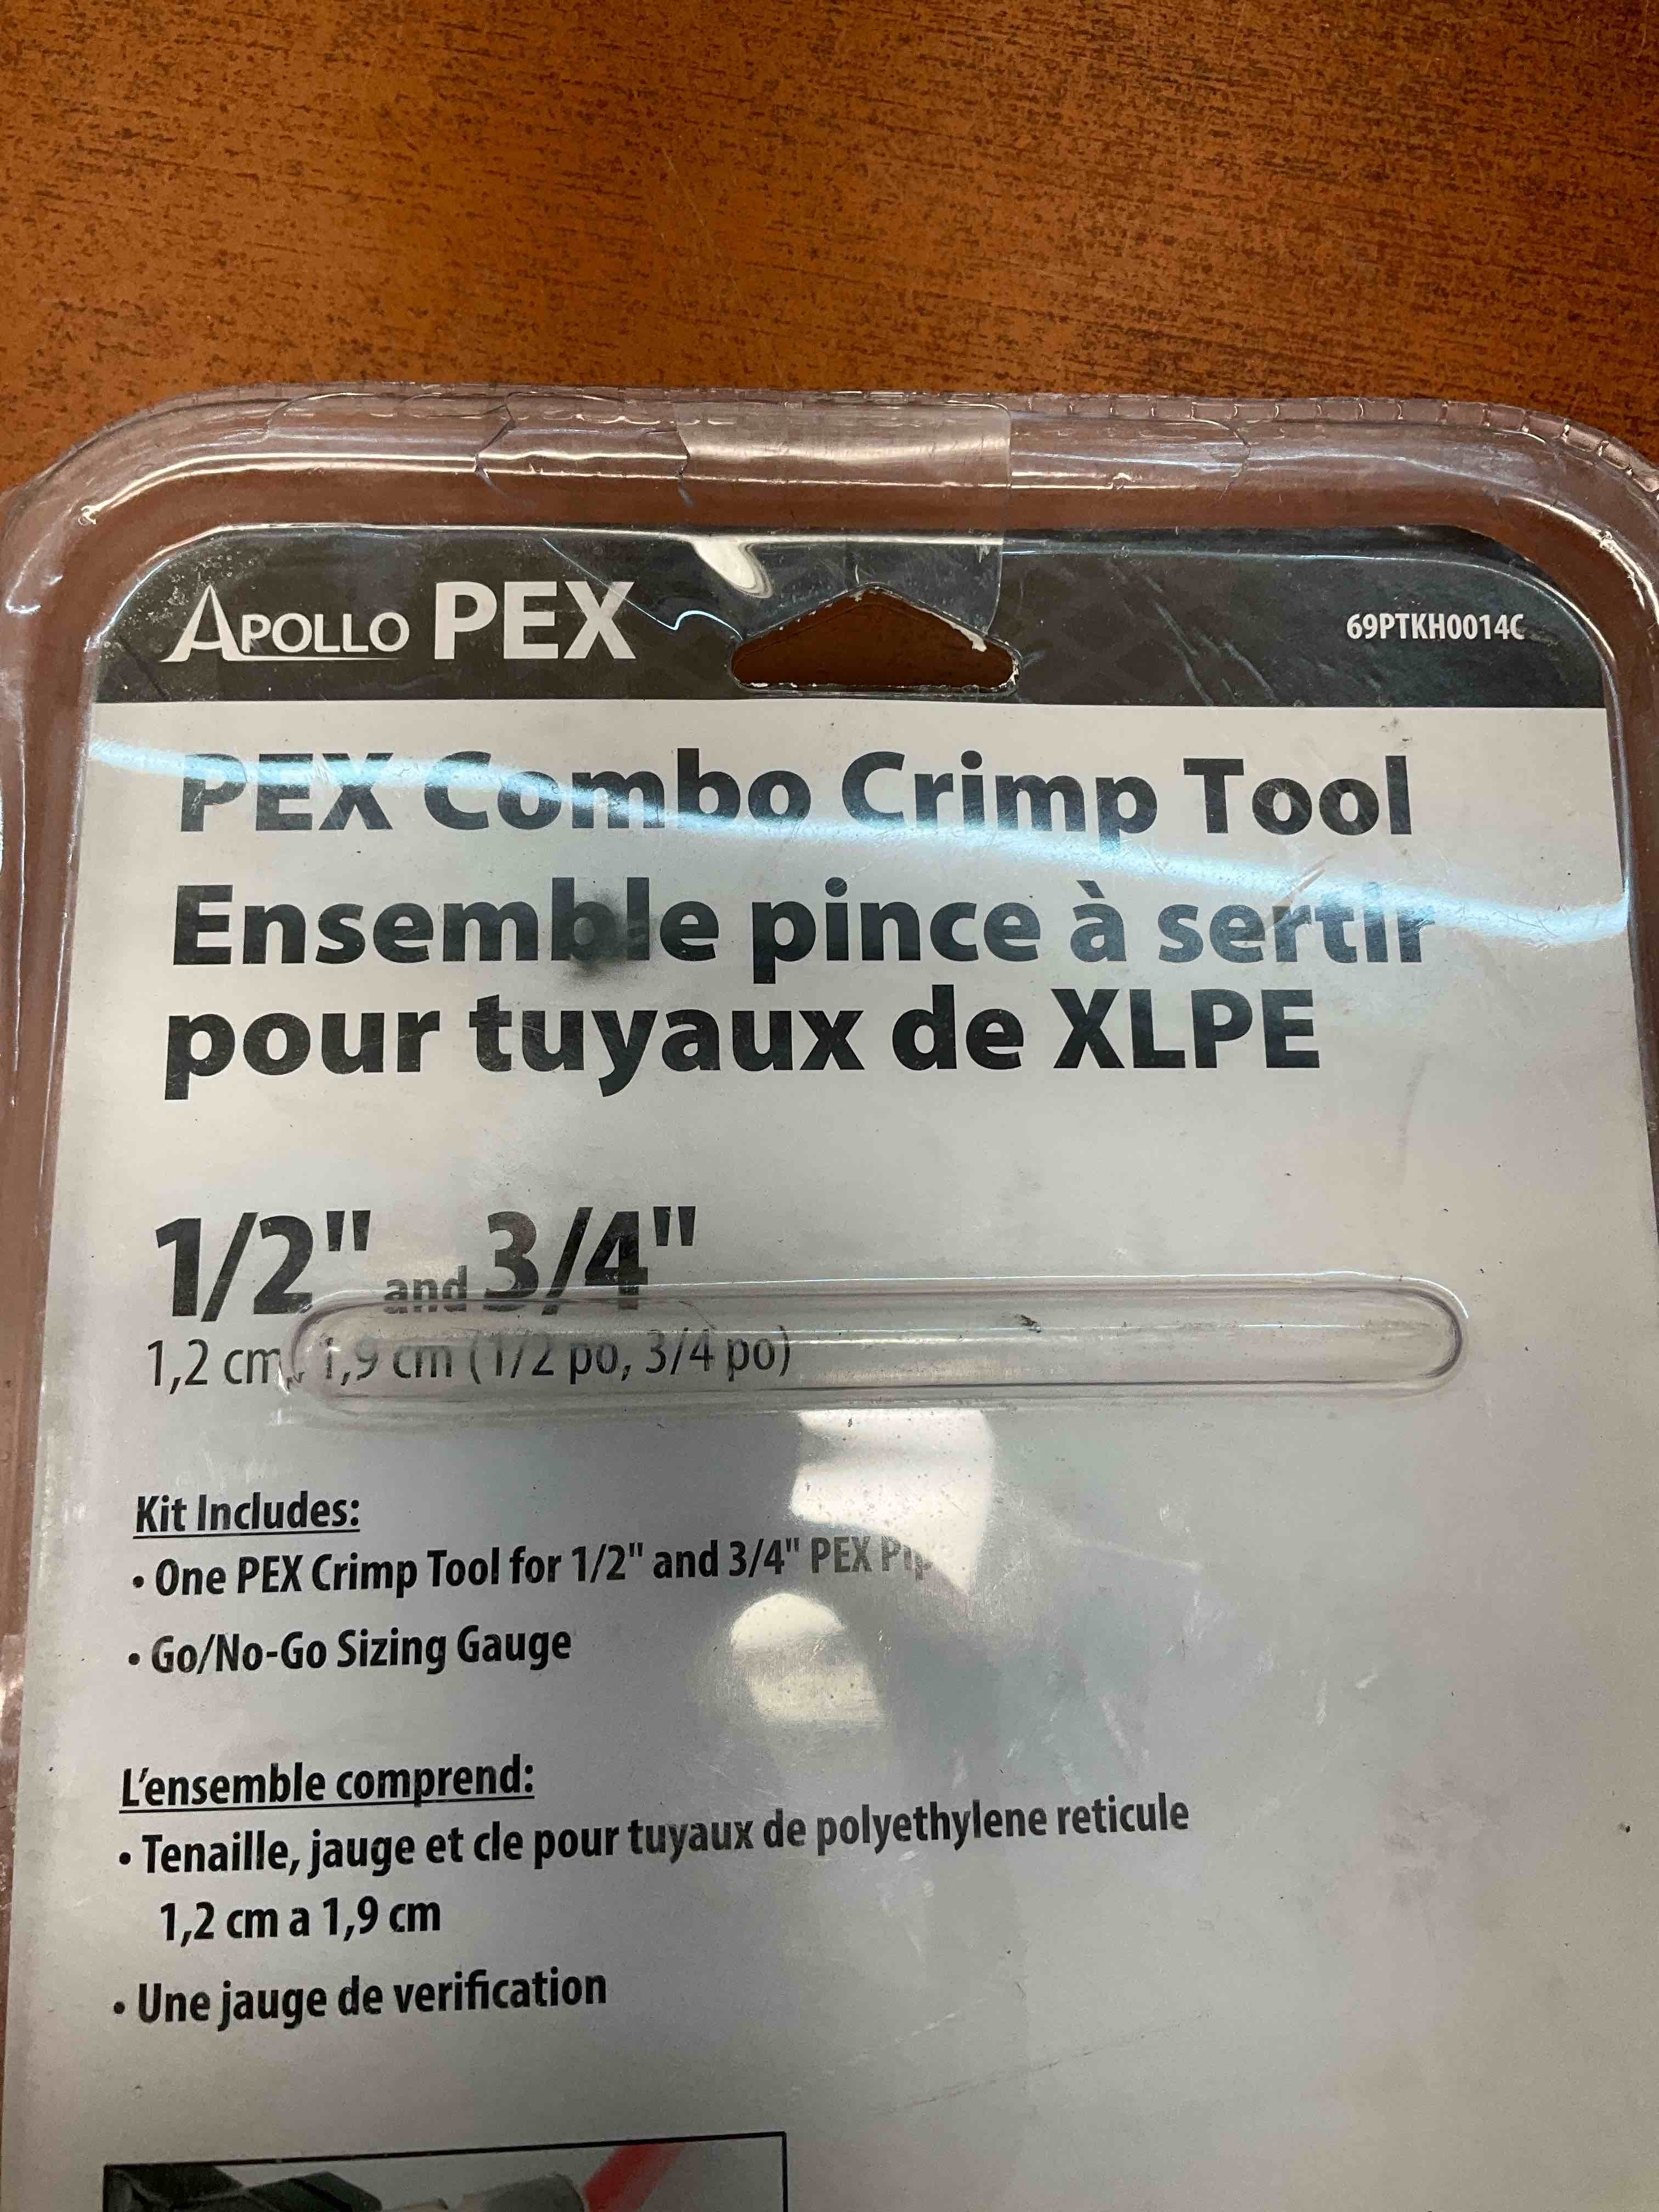 APOLLO PEX
69PTKH0014C
PEX Combo Crimp Tool
Ensemble pince à sertir
pour tuyaux de XLPE
1/2" and 3/4"
1,2 cm, 1,9 cm (1/2 po, 3/4 po)
Kit Includes:
• One PEX Crimp Tool for 1/2" and 3/4" PEX
• Go/No-Go Sizing Gauge
L'ensemble comprend:
• Tenaille, jauge et cle pour tuyaux de polyethylene reticule
1,2 cm a 1,9 cm
• Une jauge de verification